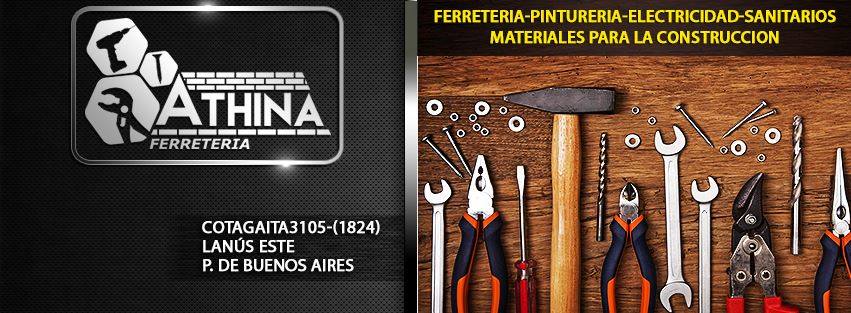 ATHINA
FERRETERIA
COTAGAITA3105-(1824)
LANÚS ESTE
P. DE BUENOS AIRES
FERRETERIA-PINTURERIA-ELECTRICIDAD-SANITARIOS
MATERIALES PARA LA CONSTRUCCION